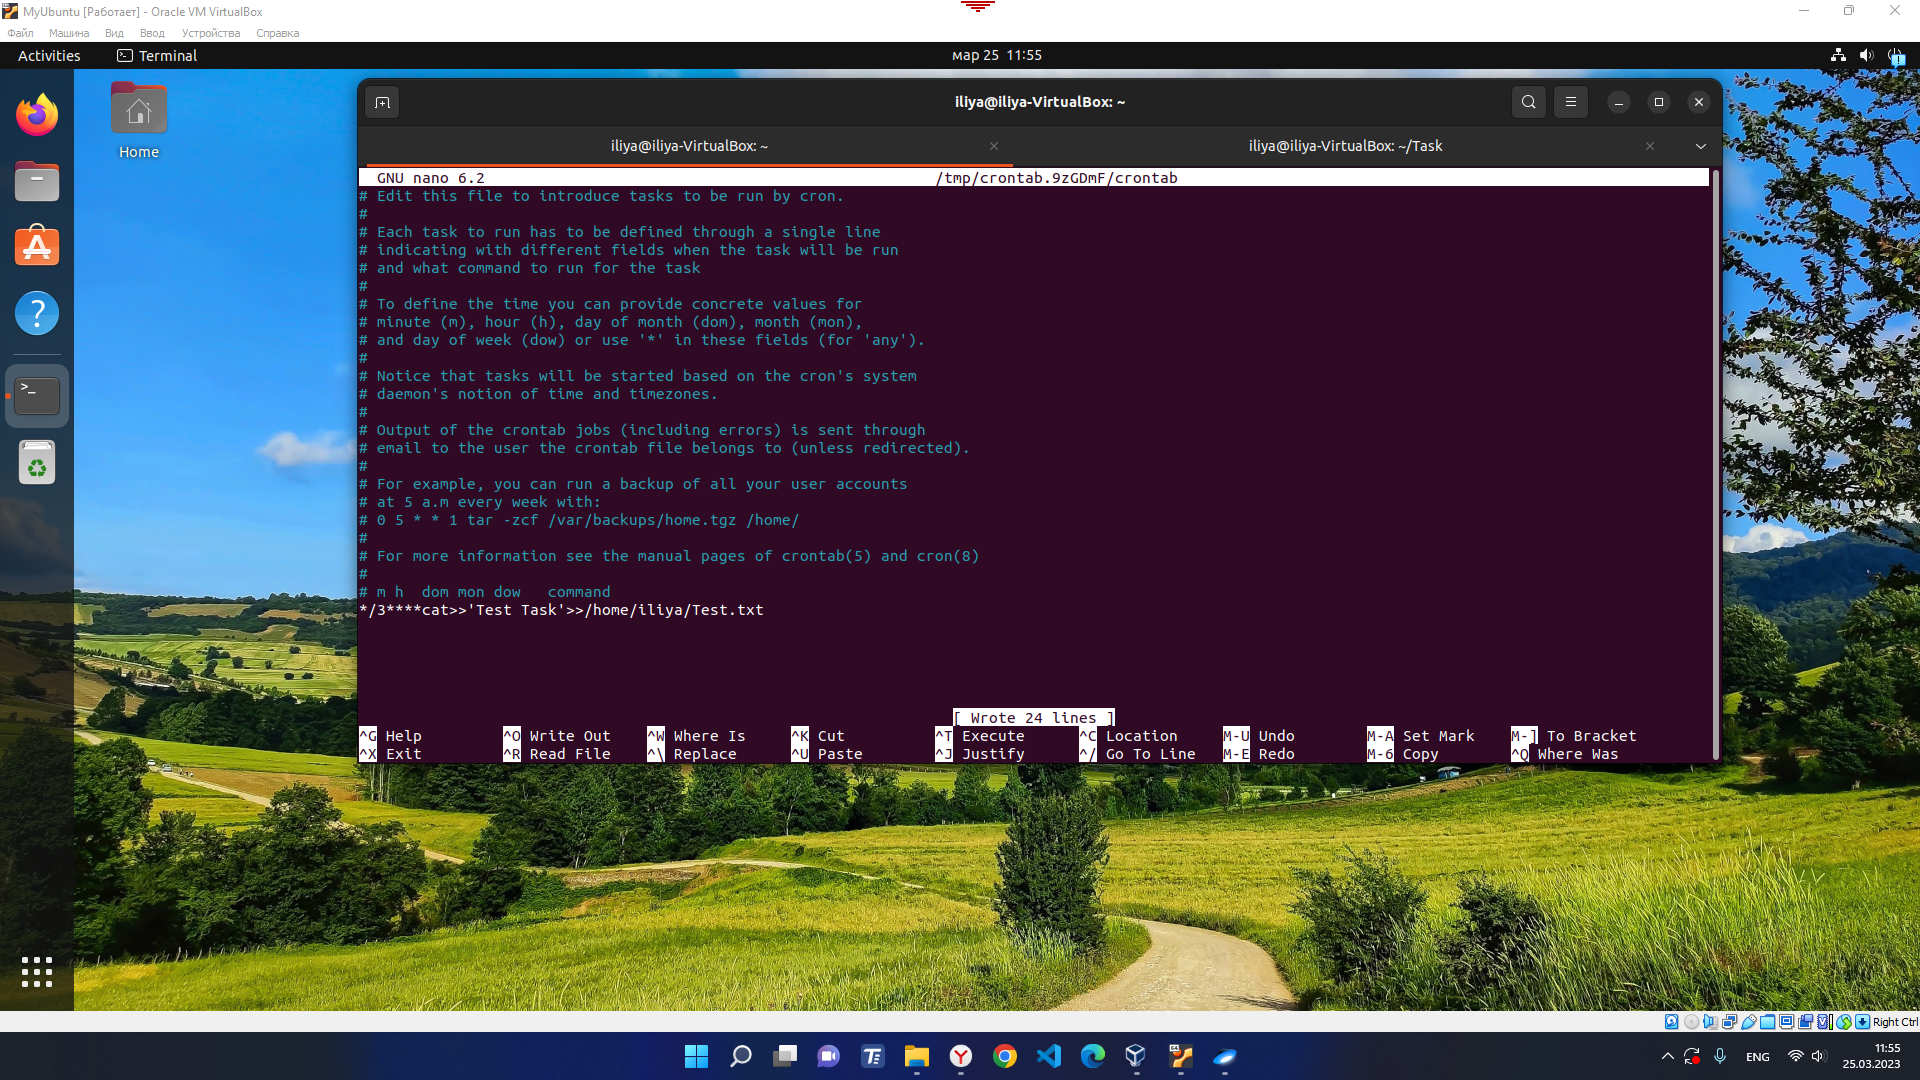 MyUbuntu [Работает] - Oracle VM VirtualBox
Файл Машина Вид Ввод Устройства Справка
Activities Terminal мар 25 11:55
Home
iliya@iliya-VirtualBox: ~
iliya@iliya-VirtualBox: ~ iliya@iliya-VirtualBox: ~/Task
GNU nano 6.2 /tmp/crontab.9zGDmF/crontab
# Edit this file to introduce tasks to be run by cron.
#
# Each task to run has to be defined through a single line
# indicating with different fields when the task will be run
# and what command to run for the task
#
# To define the time you can provide concrete values for
# minute (m), hour (h), day of month (dom), month (mon),
# and day of week (dow) or use '*' in these fields (for 'any').
#
# Notice that tasks will be started based on the cron's system
# daemon's notion of time and timezones.
#
# Output of the crontab jobs (including errors) is sent through
# email to the user the crontab file belongs to (unless redirected).
#
# For example, you can run a backup of all your user accounts
# at 5 a.m every week with:
# 0 5 * * 1 tar -zcf /var/backups/home.tgz /home/
#
# For more information see the manual pages of crontab(5) and cron(8)
#
# m h  dom mon dow   command
*/3****cat>>'Test Task'>>/home/iliya/Test.txt
[ Wrote 24 lines ]
^G Help ^O Write Out ^W Where Is ^K Cut ^T Execute ^C Location M-U Undo M-A Set Mark M-] To Bracket
^X Exit ^R Read File ^\ Replace ^U Paste ^J Justify ^/ Go To Line M-E Redo M-6 Copy ^Q Where Was
Right Ctrl
ENG 11:55
25.03.2023